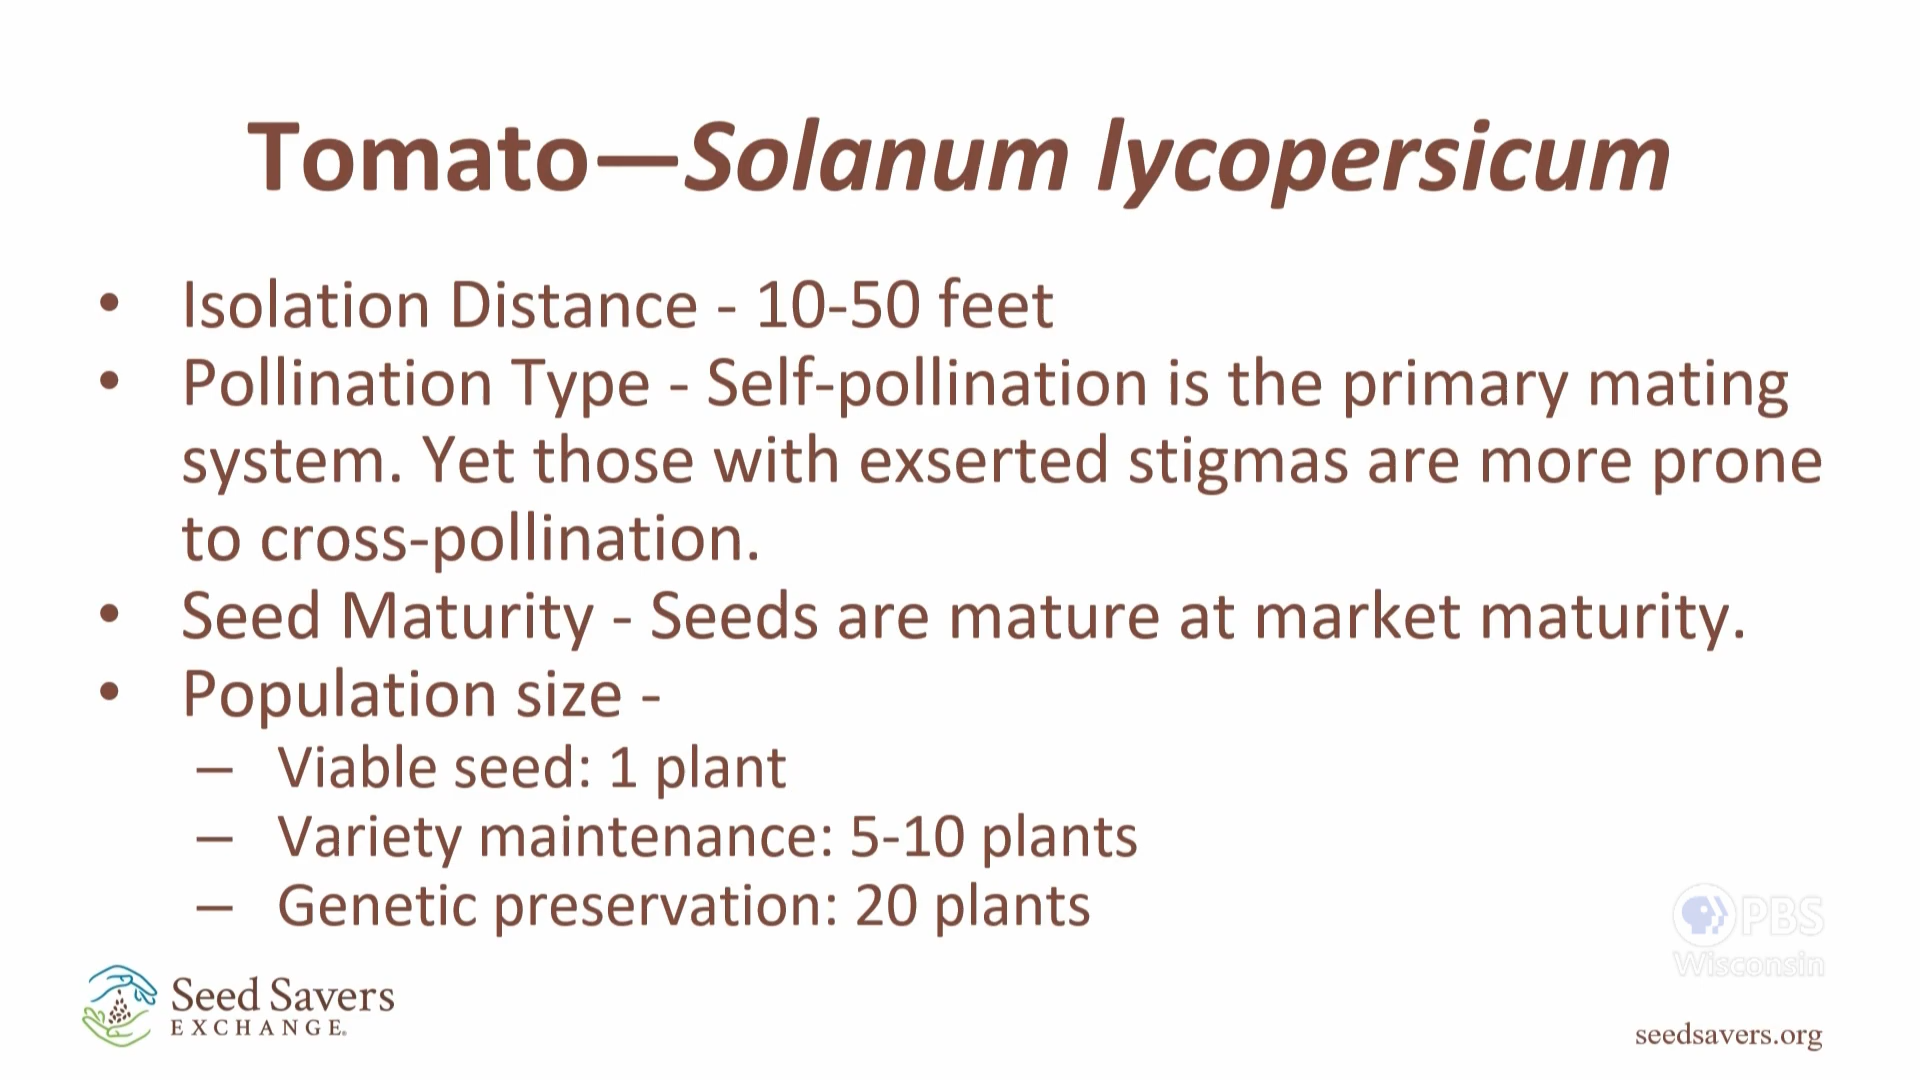 Tomato—Solanum lycopersicum
• Isolation Distance - 10-50 feet
• Pollination Type - Self-pollination is the primary mating
system. Yet those with exserted stigmas are more prone
to cross-pollination.
• Seed Maturity - Seeds are mature at market maturity.
• Population size -
– Viable seed: 1 plant
– Variety maintenance: 5-10 plants
– Genetic preservation: 20 plants
PBS
Wisconsin
Seed Savers
EXCHANGE.
seedsavers.org